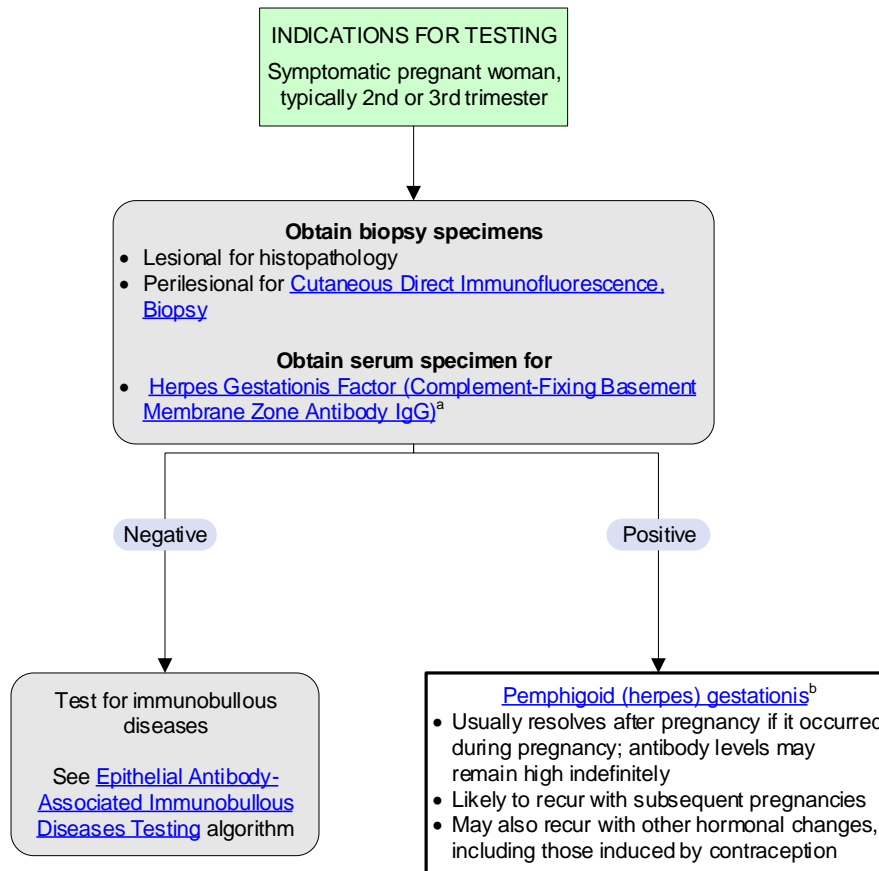 INDICATIONS FOR TESTING
Symptomatic pregnant woman,
typically 2nd or 3rd trimester
Obtain biopsy specimens
• Lesional for histopathology
• Perilesional for Cutaneous Direct Immunofluorescence,
Biopsy
Obtain serum specimen for
• Herpes Gestationis Factor (Complement-Fixing Basement
Membrane Zone Antibody IgG)a
Negative
Positive
Test for immunobullous
diseases
See Epithelial Antibody-
Associated Immunobullous
Diseases Testing algorithm
Pemphigoid (herpes) gestationisb
• Usually resolves after pregnancy if it occurred
during pregnancy; antibody levels may
remain high indefinitely
• Likely to recur with subsequent pregnancies
• May also recur with other hormonal changes,
including those induced by contraception